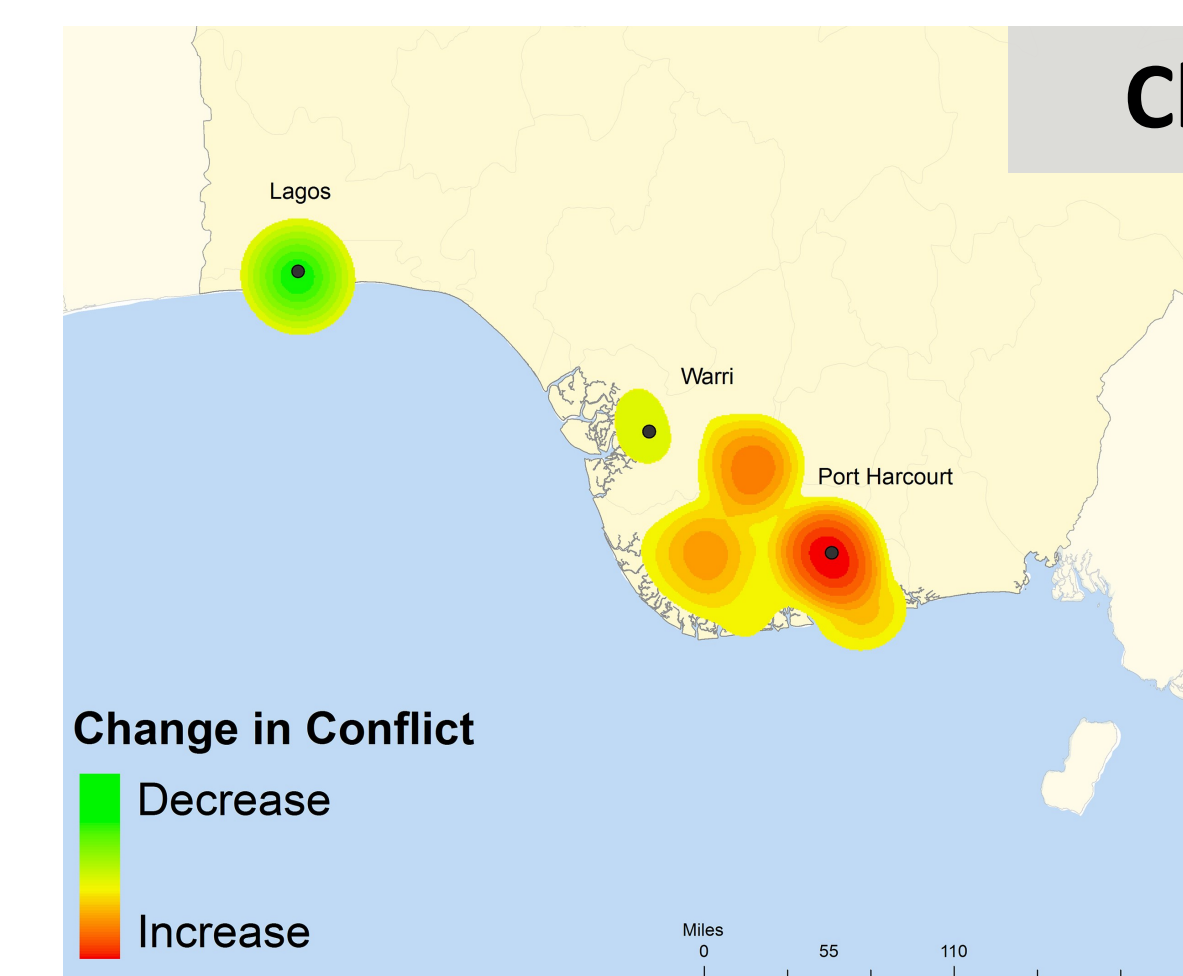 Lagos
Warri
Port Harcourt
Change in Conflict
Decrease
Increase
Miles
0 55 110